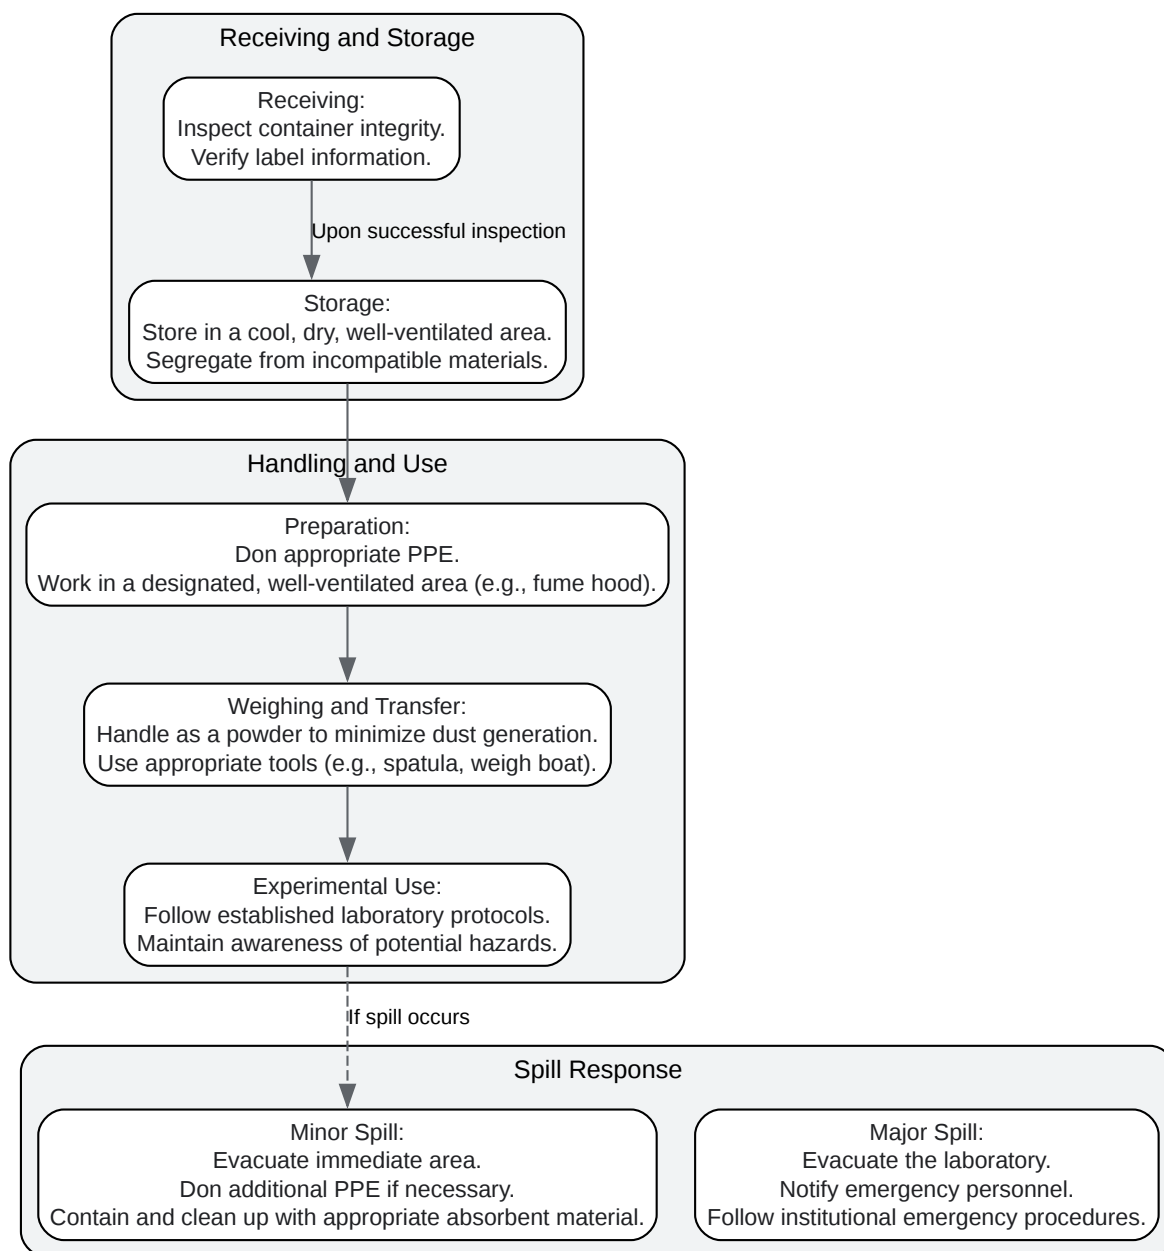 Receiving and Storage
Receiving:
Inspect container integrity.
Verify label information.
Upon successful inspection
Storage:
Store in a cool, dry, well-ventilated area.
Segregate from incompatible materials.
Handling and Use
Preparation:
Don appropriate PPE.
Work in a designated, well-ventilated area (e.g., fume hood).
Weighing and Transfer:
Handle as a powder to minimize dust generation.
Use appropriate tools (e.g., spatula, weigh boat).
Experimental Use:
Follow established laboratory protocols.
Maintain awareness of potential hazards.
If spill occurs
Spill Response
Minor Spill:
Evacuate immediate area.
Don additional PPE if necessary.
Contain and clean up with appropriate absorbent material.
Major Spill:
Evacuate the laboratory.
Notify emergency personnel.
Follow institutional emergency procedures.